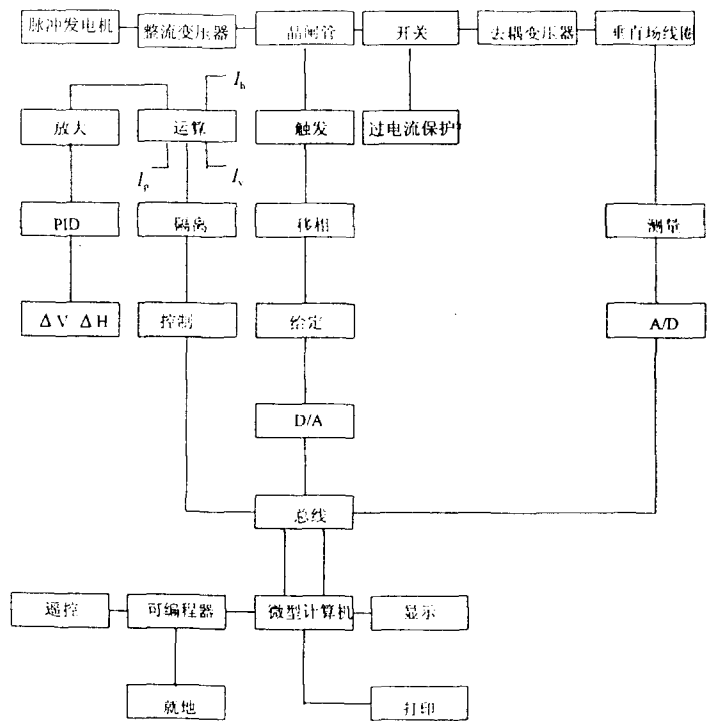 脉冲发电机
整流变压器
晶闸管
开关
去耦变压器
垂直场线圈
I_h
放大
运算
触发
过电流保护
I_p
I_v
PID
隔离
移相
测量
ΔV ΔH
控制
给定
A/D
D/A
总线
遥控
可编程器
微型计算机
显示
就地
打印